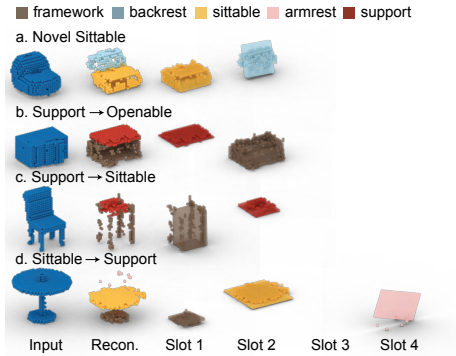 framework backrest sittable armrest support
a. Novel Sittable
b. Support → Openable
c. Support → Sittable
d. Sittable → Support
Input Recon. Slot 1 Slot 2 Slot 3 Slot 4